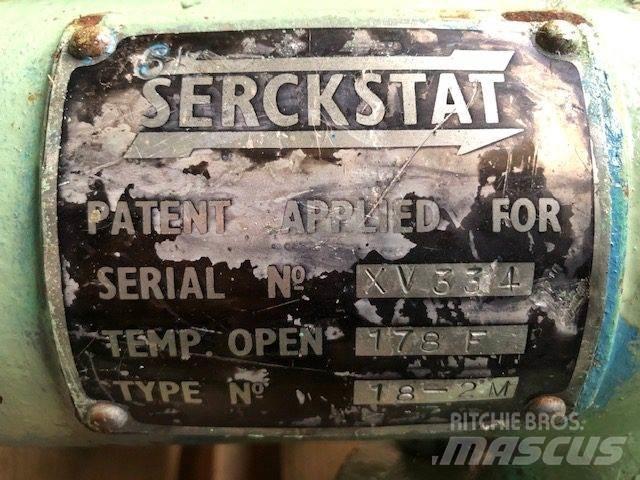 SERCKSTAT
PATENT APPLIED FOR
SERIAL Nº XV334
TEMP. OPEN 178 F
TYPE Nº 18-2M
RITCHIE BROS.
MASCUS